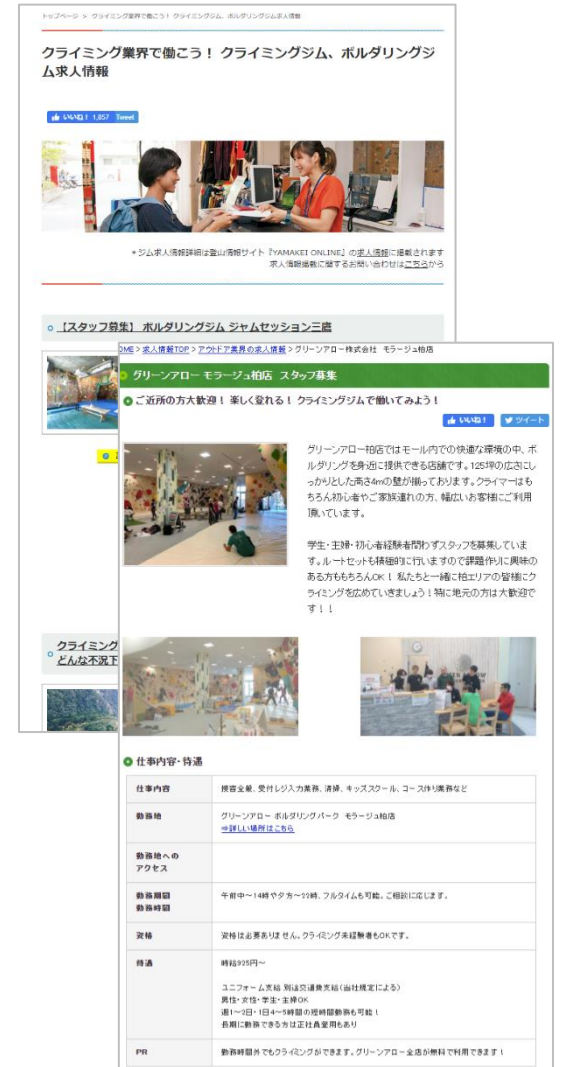 トップページ > クライミング業界で働こう! クライミングジム、ボルダリングジム求人情報
クライミング業界で働こう! クライミングジム、ボルダリングジ
ム求人情報
いいね! 1,857 Tweet
*ジム求人情報詳細は登山情報サイト『YAMAKEI ONLINE』の求人情報に掲載されます
求人情報掲載に関するお問い合わせはこちらから
【スタッフ募集】 ボルダリングジム ジャムセッション三鷹
クライミング
どんな不況下
OME > 求人情報TOP > アウトドア業界の求人情報 > グリーンアロー株式会社 モラージュ柏店
グリーンアロー モラージュ柏店 スタッフ募集
ご近所の方大歓迎! 楽しく登れる! クライミングジムで働いてみよう!
いいね! ツイート
グリーンアロー柏店ではモール内での快適な環境の中、ボ
ルダリングを身近に提供できる店舗です。125坪の広さにし
っかりとした高さ4mの壁が揃っております。クライマーはも
ちろん初心者やご家族連れの方、幅広いお客様にご利用
頂いています。
学生・主婦・初心者経験者問わずスタッフを募集していま
す。ルートセットも積極的に行いますので課題作りに興味の
ある方ももちろんOK! 私たちと一緒に柏エリアの皆様にク
ライミングを広めていきましょう!特に地元の方は大歓迎で
す!!
仕事内容・待遇
仕事内容 接客全般、受付レジ入力業務、清掃、キッズスクール、コース作り業務など
勤務地 グリーンアロー ボルダリングパーク モラージュ柏店
⇒詳しい場所はこちら
勤務地への
アクセス
勤務期間
勤務時間
午前中～14時や夕方～22時、フルタイムも可能。ご相談に応じます。
資格 資格は必要ありません。クライミング未経験者もOKです。
待遇 時給925円～
ユニフォーム支給 別途交通費支給(当社規定による)
男性・女性・学生・主婦OK
週1～2日・1日4～5時間の短時間勤務も可能!
長期に勤務できる方は正社員登用もあり
PR 勤務時間外でもクライミングができます。グリーンアロー全店が無料で利用できます!